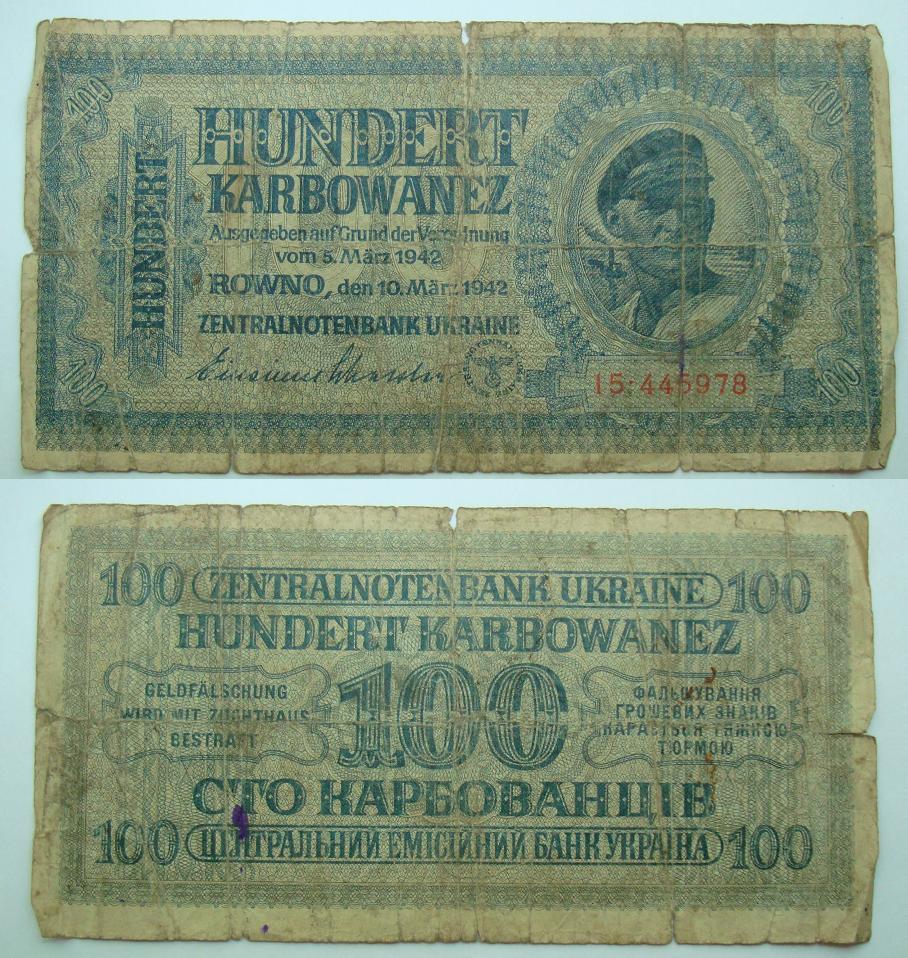 100
100
HUNDERT
HUNDERT
KARBOWANEZ
Ausgegeben auf Grund der Verordnung
vom 5. März 1942
ROWNO, den 10. März 1942
ZENTRALNOTENBANK UKRAINE
15·445978
100
100
100 ZENTRALNOTENBANK UKRAINE 100
HUNDERT KARBOWANEZ
GELDFÄLSCHUNG
WIRD MIT ZUCHTHAUS
BESTRAFT
100
ФАЛЬШУВАННЯ
ГРОШЕВИХ ЗНАКІВ
КАРАЄТЬСЯ ТЯЖКОЮ
ТЮРМОЮ
СТО КАРБОВАНЦІВ
100 ЦЕНТРАЛЬНИЙ ЕМІСІЙНИЙ БАНК УКРАЇНА 100